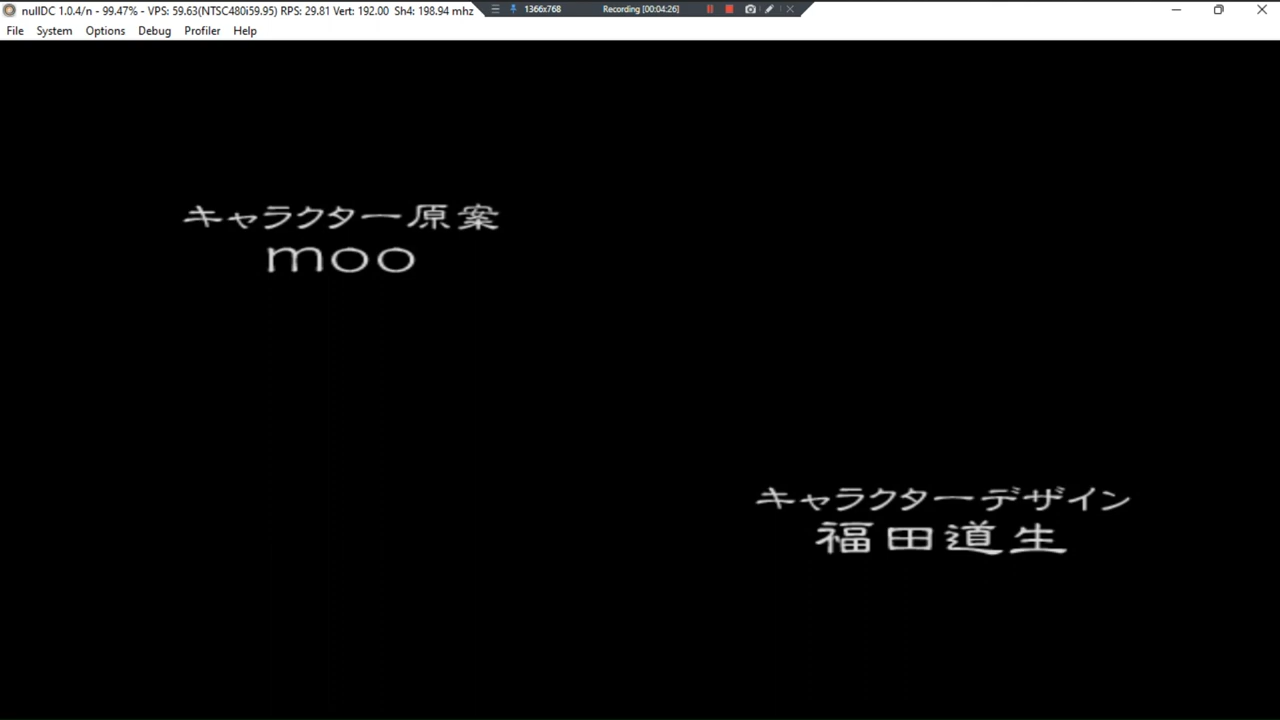 nullDC 1.0.4/n - 99.47% - VPS: 59.63(NTSC480i59.95) RPS: 29.81 Vert: 192.00 Sh4: 198.94 mhz
1366x768 Recording [00:04:26]
File System Options Debug Profiler Help
キャラクター原案
moo
キャラクターデザイン
福田道生